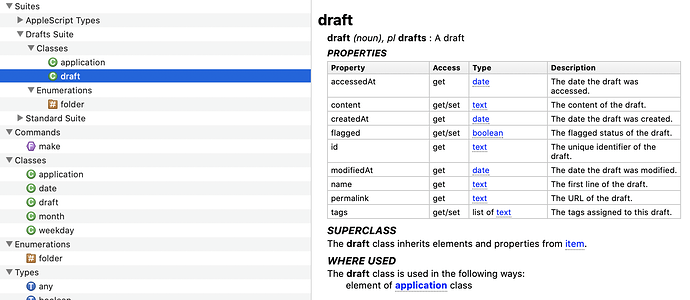 Suites
AppleScript Types
Drafts Suite
Classes
application
draft
Enumerations
folder
Standard Suite
Commands
make
Classes
application
date
draft
month
weekday
Enumerations
folder
Types
any
boolean
draft
draft (noun), pl drafts : A draft
PROPERTIES
Property Access Type Description
accessedAt get date The date the draft was
accessed.
content get/set text The content of the draft.
createdAt get date The date the draft was created.
flagged get/set boolean The flagged status of the draft.
id get text The unique identifier of the
draft.
modifiedAt get date The date the draft was modified.
name get text The first line of the draft.
permalink get text The URL of the draft.
tags get/set list of text The tags assigned to this draft.
SUPERCLASS
The draft class inherits elements and properties from item.
WHERE USED
The draft class is used in the following ways:
element of application class